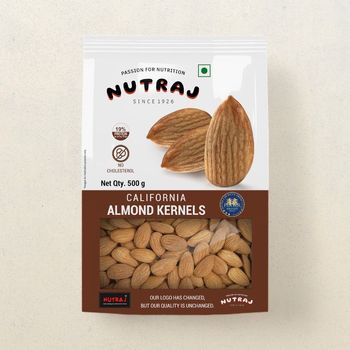 PASSION FOR NUTRITION
NUTRAJ
SINCE 1926
19%
NO
CHOLESTEROL
Net Qty. 500 g
CALIFORNIA
ALMOND KERNELS
NUTRAJ
OUR LOGO HAS CHANGED,
BUT OUR QUALITY IS UNCHANGED.
NUTRAJ